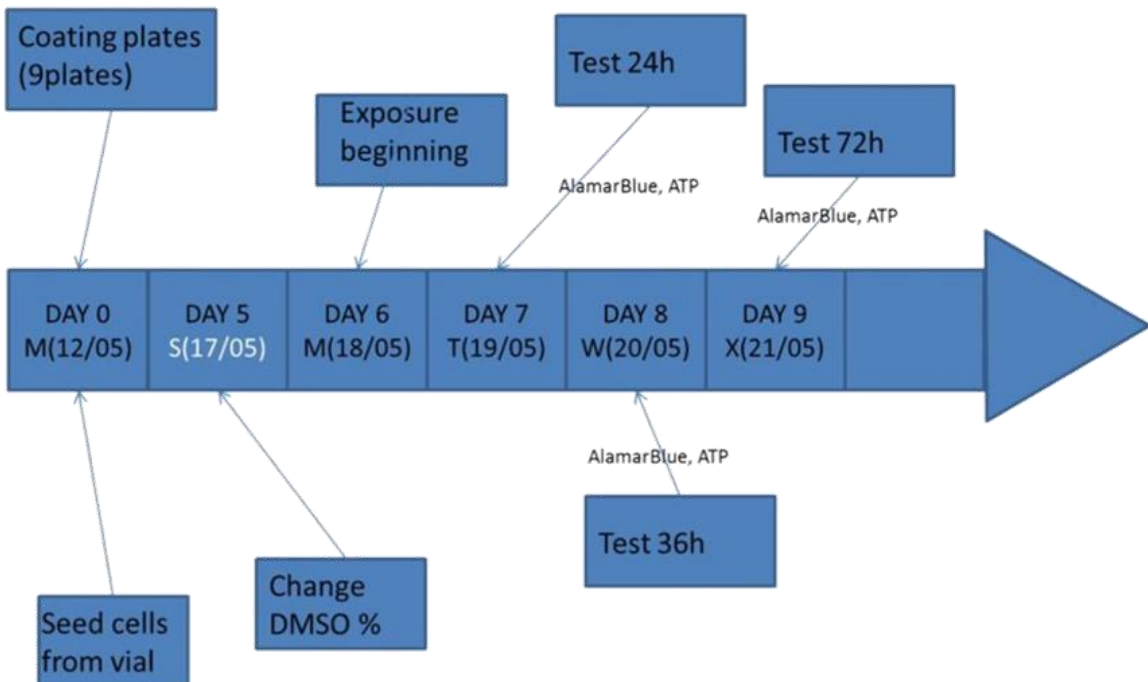 Coating plates
(9plates)
Exposure
beginning
Test 24h
Test 72h
AlamarBlue, ATP
AlamarBlue, ATP
DAY 0
M(12/05)
DAY 5
S(17/05)
DAY 6
M(18/05)
DAY 7
T(19/05)
DAY 8
W(20/05)
DAY 9
X(21/05)
AlamarBlue, ATP
Test 36h
Change
DMSO %
Seed cells
from vial